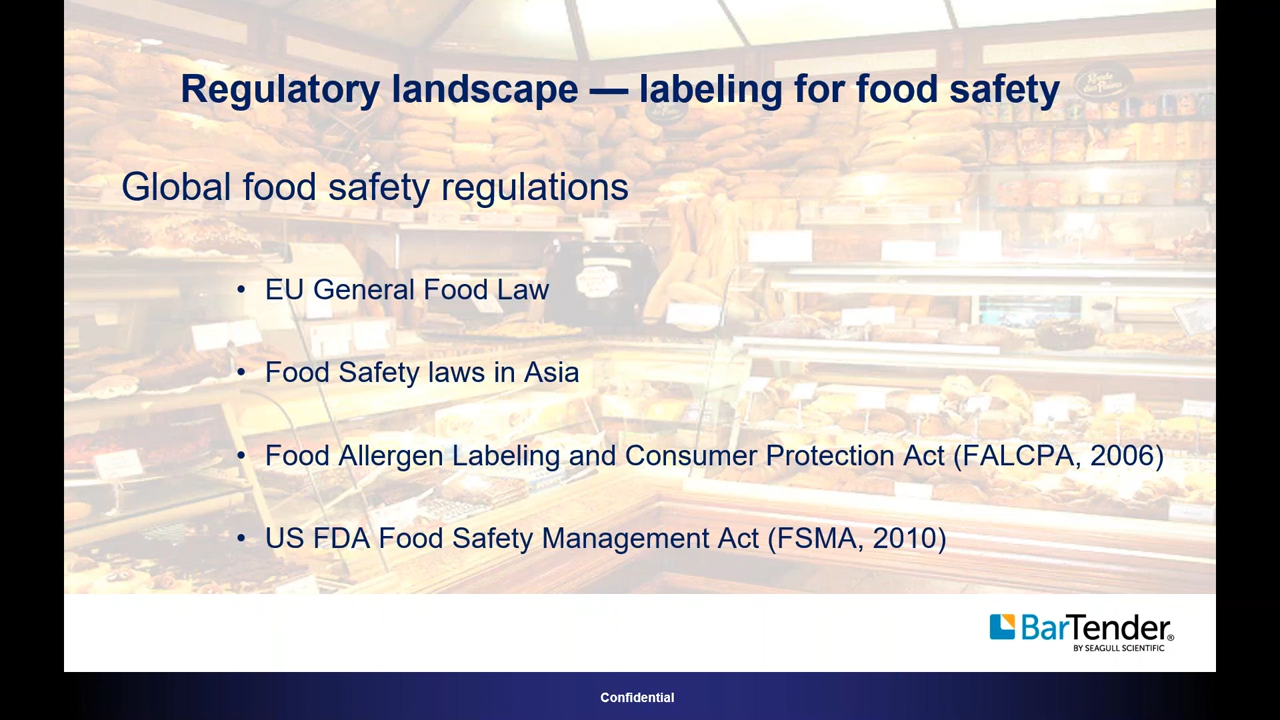 Regulatory landscape — labeling for food safety
Global food safety regulations
• EU General Food Law
• Food Safety laws in Asia
• Food Allergen Labeling and Consumer Protection Act (FALCPA, 2006)
• US FDA Food Safety Management Act (FSMA, 2010)
BarTender®
BY SEAGULL SCIENTIFIC
Confidential